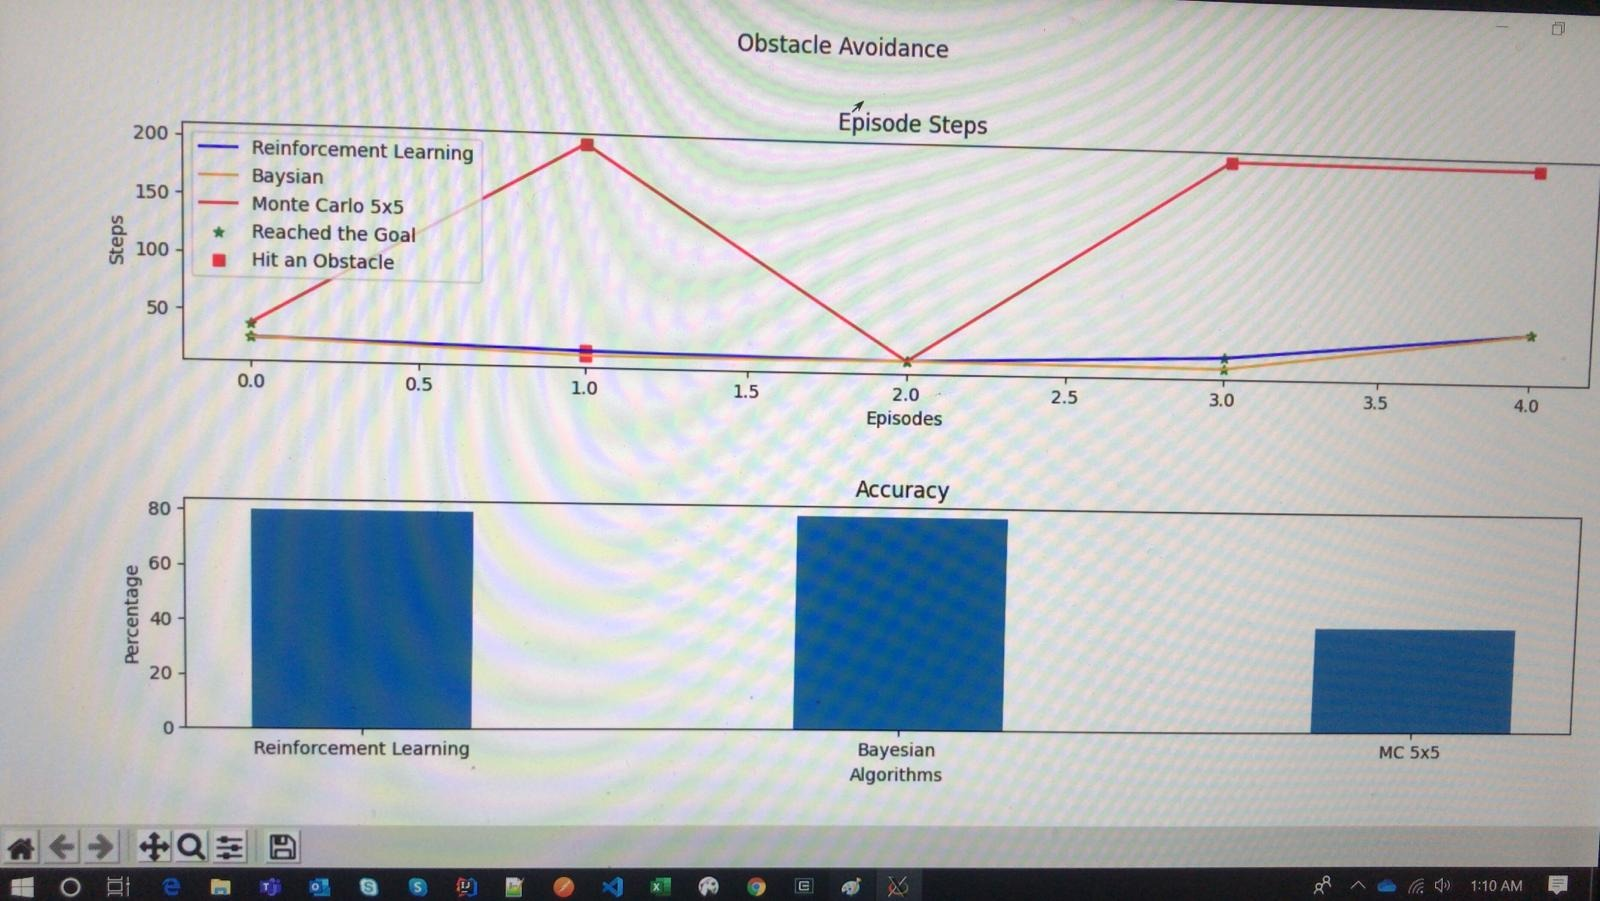 Obstacle Avoidance
Episode Steps
200
150
100
50
Steps
Reinforcement Learning
Baysian
Monte Carlo 5x5
Reached the Goal
Hit an Obstacle
0.0 0.5 1.0 1.5 2.0 2.5 3.0 3.5 4.0
Episodes
Accuracy
80
60
40
20
0
Percentage
Reinforcement Learning Bayesian MC 5x5
Algorithms
1:10 AM